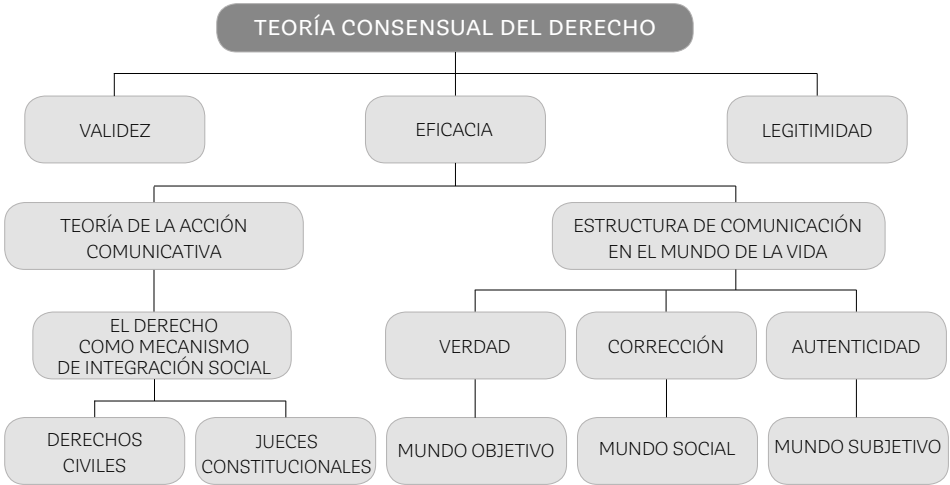 TEORÍA CONSENSUAL DEL DERECHO
VALIDEZ
EFICACIA
LEGITIMIDAD
TEORÍA DE LA ACCIÓN
COMUNICATIVA
ESTRUCTURA DE COMUNICACIÓN
EN EL MUNDO DE LA VIDA
EL DERECHO
COMO MECANISMO
DE INTEGRACIÓN SOCIAL
VERDAD
CORRECCIÓN
AUTENTICIDAD
DERECHOS
CIVILES
JUECES
CONSTITUCIONALES
MUNDO OBJETIVO
MUNDO SOCIAL
MUNDO SUBJETIVO